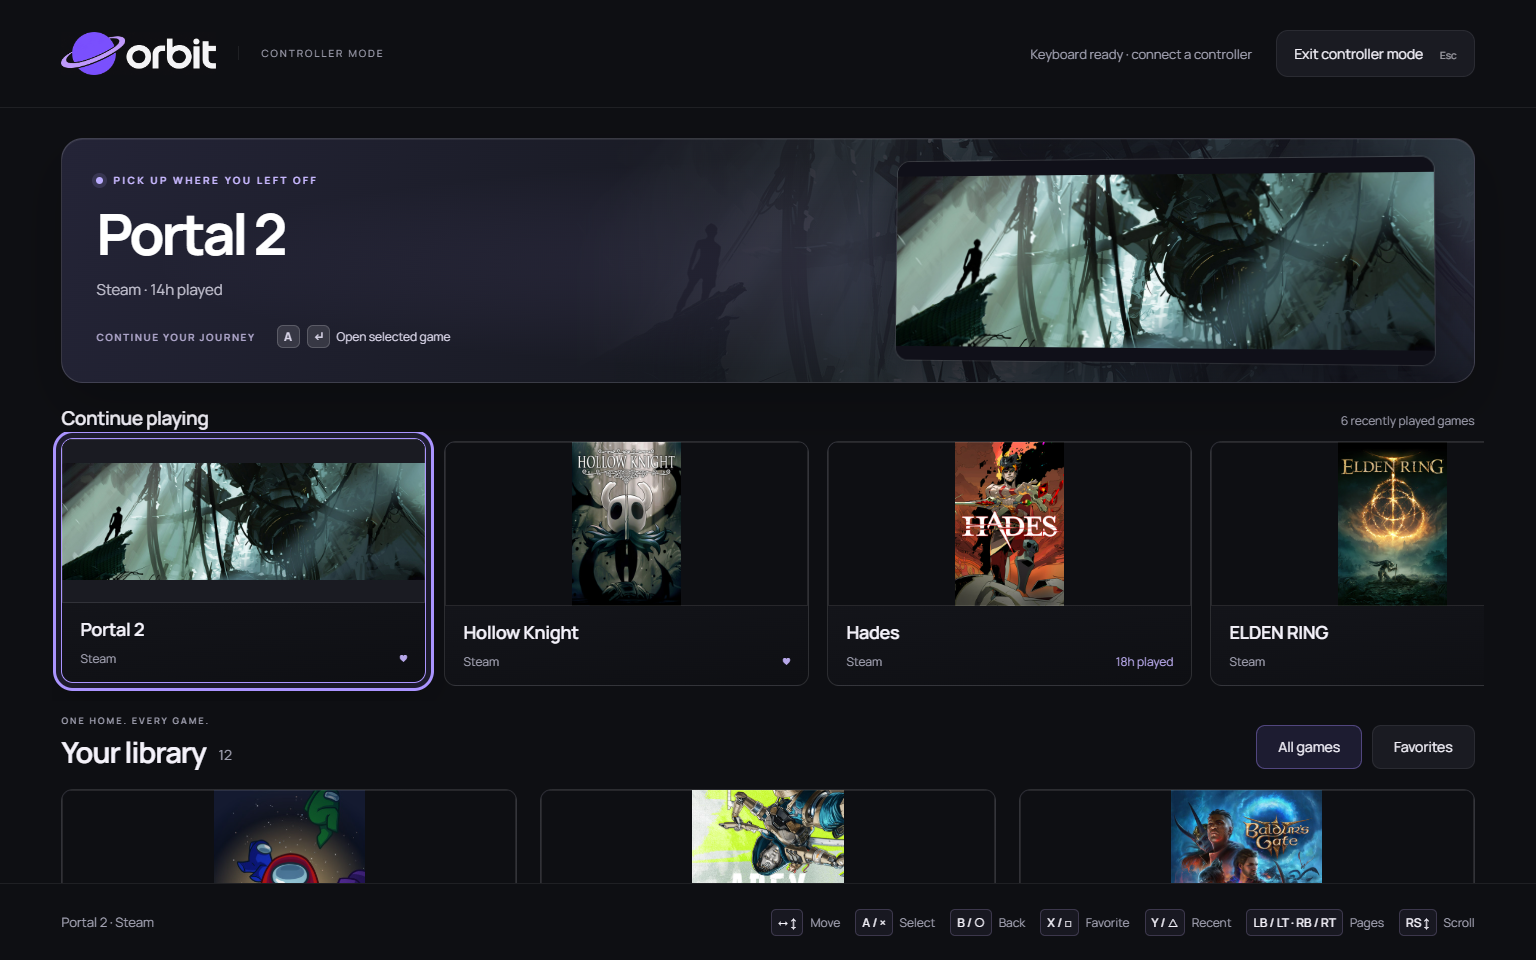 orbit
CONTROLLER MODE
Keyboard ready · connect a controller
Exit controller mode Esc
PICK UP WHERE YOU LEFT OFF
Portal 2
Steam · 14h played
CONTINUE YOUR JOURNEY A ↵ Open selected game
Continue playing
6 recently played games
HOLLOW KNIGHT
HADES
ELDEN RING
Portal 2
Steam
Hollow Knight
Steam
Hades
Steam 18h played
ELDEN RING
Steam
ONE HOME. EVERY GAME.
Your library 12
All games
Favorites
APEX
Baldur's Gate
Portal 2 · Steam
↔↕ Move A / × Select B / ○ Back X / □ Favorite Y / △ Recent LB / LT · RB / RT Pages RS↕ Scroll